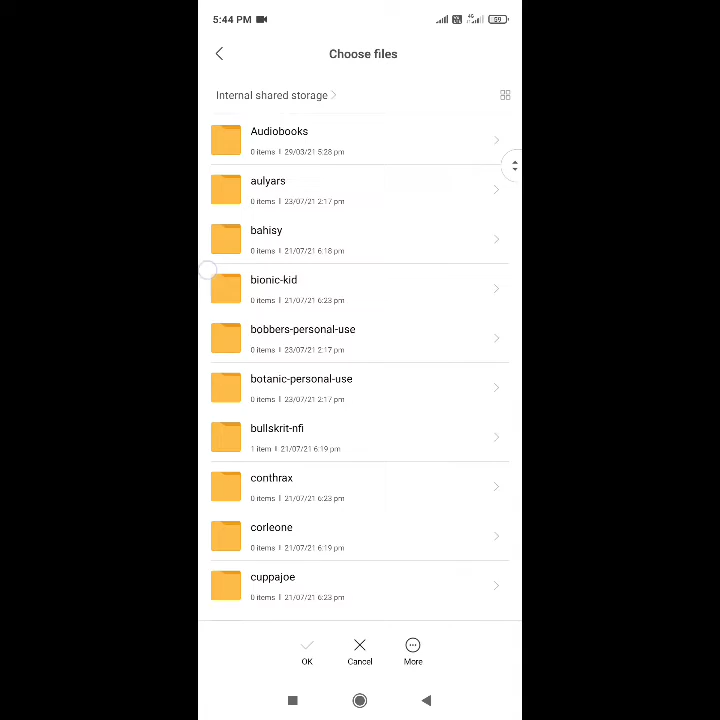 5:44 PM
4G
59
Choose files
Internal shared storage
Audiobooks
0 items | 29/03/21 5:28 pm
aulyars
0 items | 23/07/21 2:17 pm
bahisy
0 items | 21/07/21 6:18 pm
bionic-kid
0 items | 21/07/21 6:23 pm
bobbers-personal-use
0 items | 23/07/21 2:17 pm
botanic-personal-use
0 items | 23/07/21 2:17 pm
bullskrit-nfi
1 item | 21/07/21 6:19 pm
conthrax
0 items | 21/07/21 6:23 pm
corleone
0 items | 21/07/21 6:19 pm
cuppajoe
0 items | 21/07/21 6:23 pm
OK Cancel More